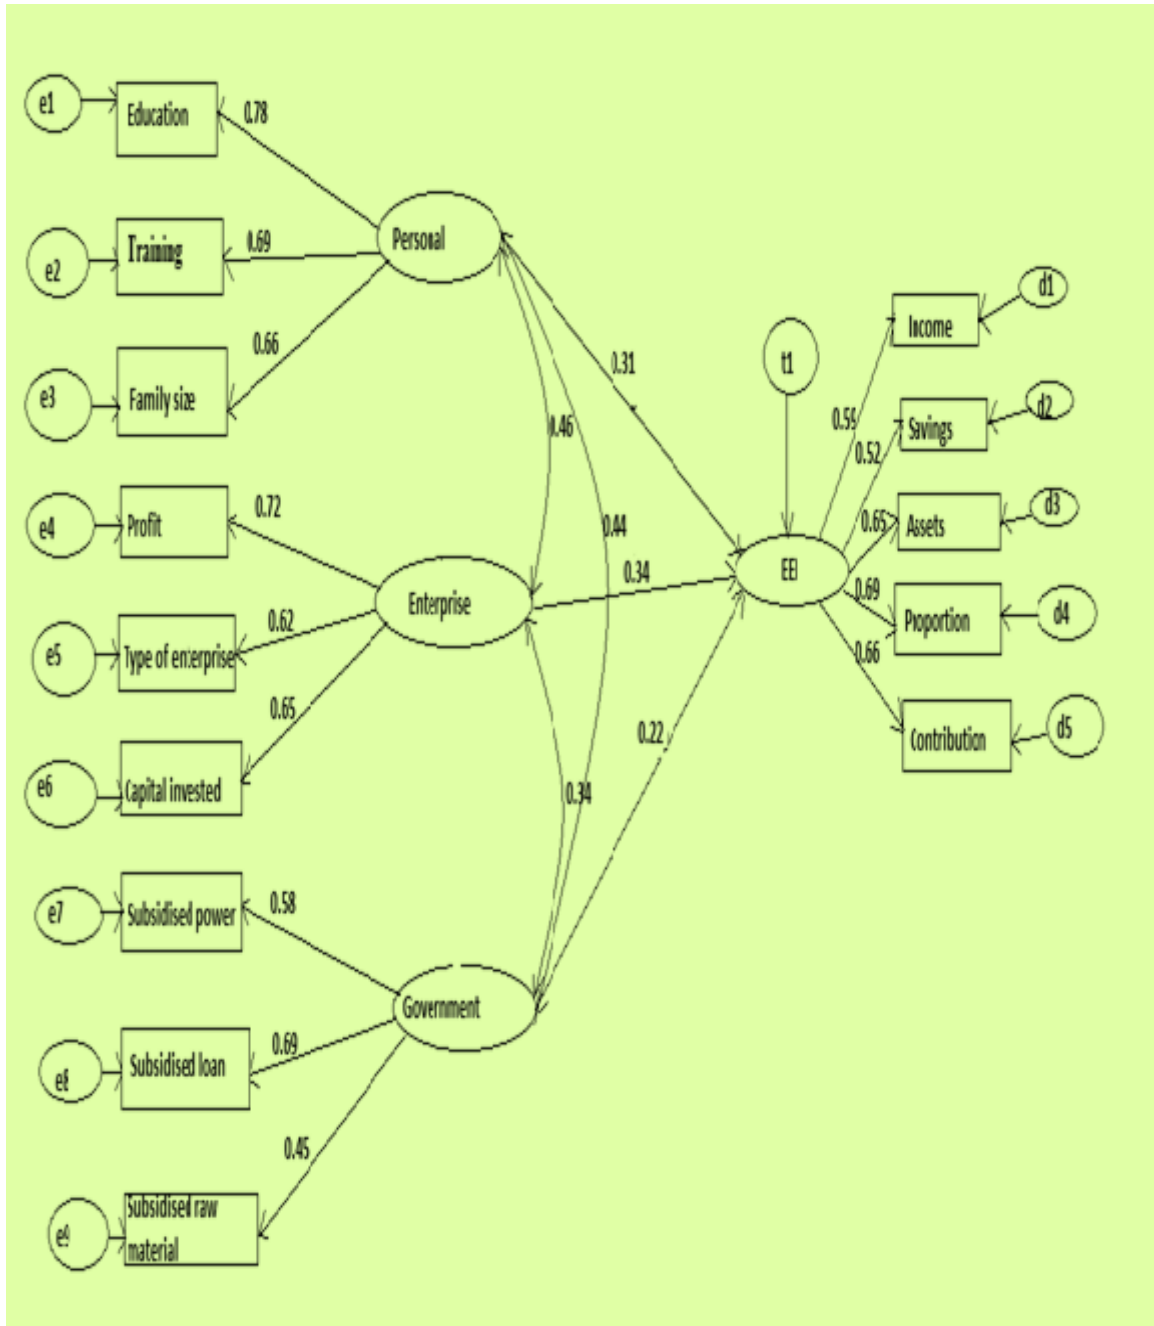 e1
Education
0.78
e2
Training
0.69
Personal
e3
Family size
0.66
e4
Profit
0.72
e5
Type of enterprise
0.62
Enterprise
e6
Capital invested
0.65
e7
Subsidised power
0.58
Government
e8
Subsidised loan
0.69
e9
Subsidised raw
material
0.45
0.31
0.46
0.44
0.34
0.34
0.22
t1
EEI
0.52
0.65
0.69
0.66
Income
d1
Savings
d2
Assets
d3
Proportion
d4
Contribution
d5